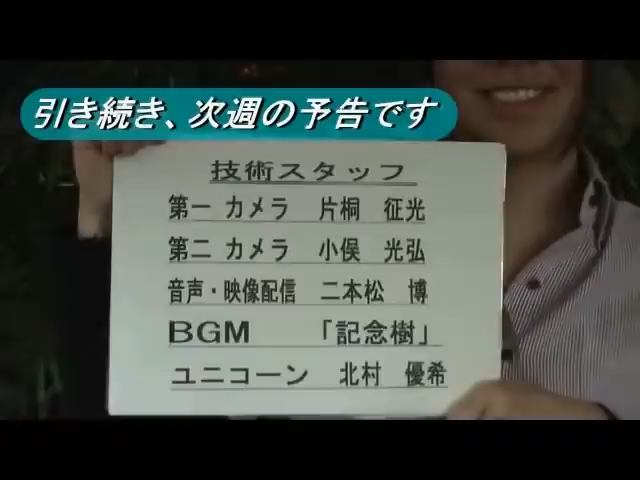 引き続き、次週の予告です
技術スタッフ
第一 カメラ 片桐 征光
第二 カメラ 小俣 光弘
音声・映像配信 二本松 博
BGM 「記念樹」
ユニコーン 北村 優希